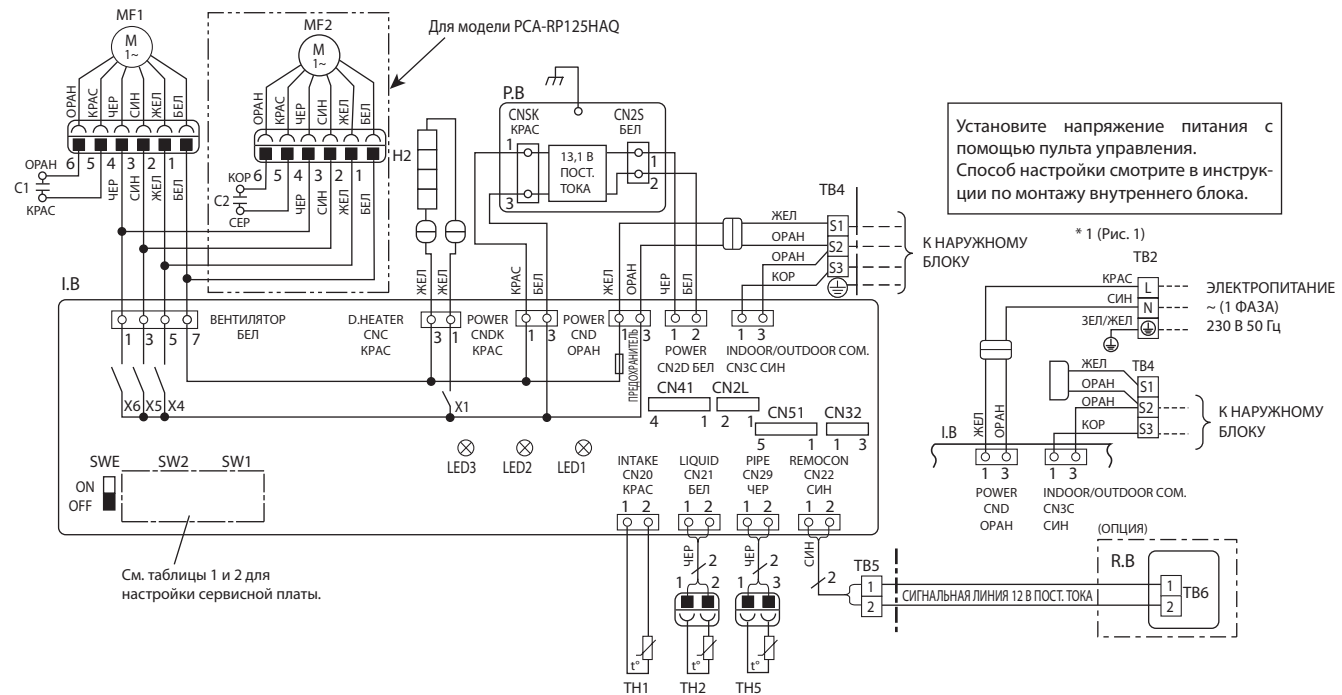 MF1
M
1~
ОРАН
КРАС
ЧЕР
СИН
ЖЕЛ
БЕЛ
6 5 4 3 2 1
ОРАН
C1
КРАС
ЧЕР
СИН
ЖЕЛ
БЕЛ
MF2
M
1~
ОРАН
КРАС
ЧЕР
СИН
ЖЕЛ
БЕЛ
6 5 4 3 2 1
КОР
C2
СЕР
ЧЕР
СИН
ЖЕЛ
БЕЛ
Для модели PCA-RP125HAQ
H2
ЖЕЛ
ЖЕЛ
P.B
CNSK
КРАС
CN2S
БЕЛ
1
3
13,1 В
ПОСТ.
ТОКА
1
2
КРАС
БЕЛ
ЖЕЛ
ОРАН
ЧЕР
БЕЛ
TB4
ЖЕЛ
ОРАН
ОРАН
КОР
S1
S2
S3
К НАРУЖНОМУ
БЛОКУ
Установите напряжение питания с
помощью пульта управления.
Способ настройки смотрите в инструк-
ции по монтажу внутреннего блока.
* 1 (Рис. 1)
TB2
КРАС
СИН
ЗЕЛ/ЖЕЛ
L
N
ЭЛЕКТРОПИТАНИЕ
~ (1 ФАЗА)
230 В 50 Гц
TB4
ЖЕЛ
ОРАН
ОРАН
КОР
S1
S2
S3
К НАРУЖНОМУ
БЛОКУ
ЖЕЛ
ОРАН
I.B
1 3
1 3
POWER
CND
ОРАН
INDOOR/OUTDOOR COM.
CN3C
СИН
I.B
1 3 5 7
ВЕНТИЛЯТОР
БЕЛ
D.HEATER
CNC
КРАС
3 1
POWER
CNDK
КРАС
1 3
POWER
CND
ОРАН
1 3
ПРЕДОХРАНИТЕЛЬ
1 2
POWER
CN2D БЕЛ
1 3
INDOOR/OUTDOOR COM.
CN3C СИН
X6 X5 X4
X1
CN41
4 1
CN2L
2 1
CN51
5 1
CN32
1 3
LED3
LED2
LED1
SWE
SW2
SW1
ON
OFF
См. таблицы 1 и 2 для
настройки сервисной платы.
INTAKE
CN20
КРАС
1 2
LIQUID
CN21
БЕЛ
1 2
PIPE
CN29
ЧЕР
1 2
REMOCON
CN22
СИН
1 2
ЧЕР
2
1 2
ЧЕР
2
1 3
СИН
2
t°
TH1
t°
TH2
t°
TH5
TB5
1
2
СИГНАЛЬНАЯ ЛИНИЯ 12 В ПОСТ. ТОКА
(ОПЦИЯ)
R.B
1
2
TB6